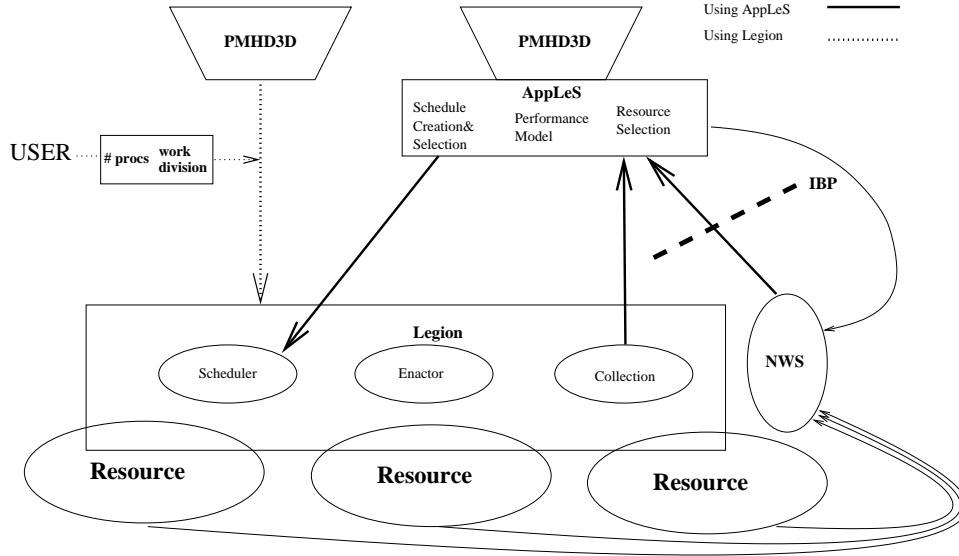 Using AppLeS
Using Legion
PMHD3D
PMHD3D
AppLeS
Schedule
Creation&
Selection
Performance
Model
Resource
Selection
USER
# procs
work
division
IBP
Legion
Scheduler
Enactor
Collection
NWS
Resource
Resource
Resource